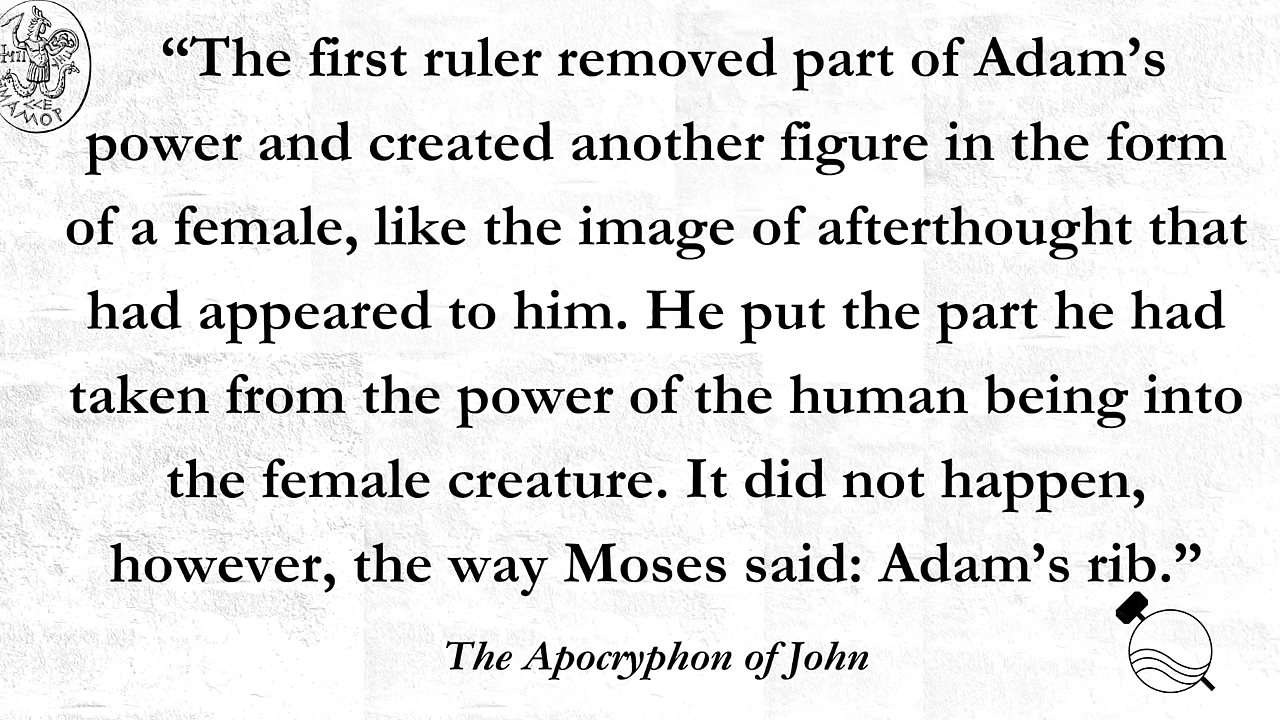 “The first ruler removed part of Adam’s
power and created another figure in the form
of a female, like the image of afterthought that
had appeared to him. He put the part he had
taken from the power of the human being into
the female creature. It did not happen,
however, the way Moses said: Adam’s rib.”
The Apocryphon of John